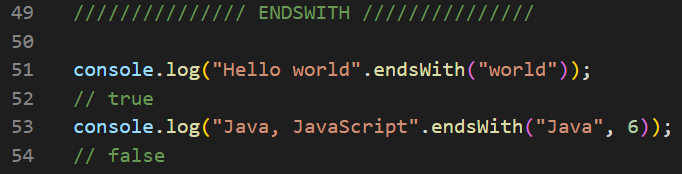 49 /////////////// ENDSWITH ///////////////
50
51 console.log("Hello world".endsWith("world"));
52 // true
53 console.log("Java, JavaScript".endsWith("Java", 6));
54 // false